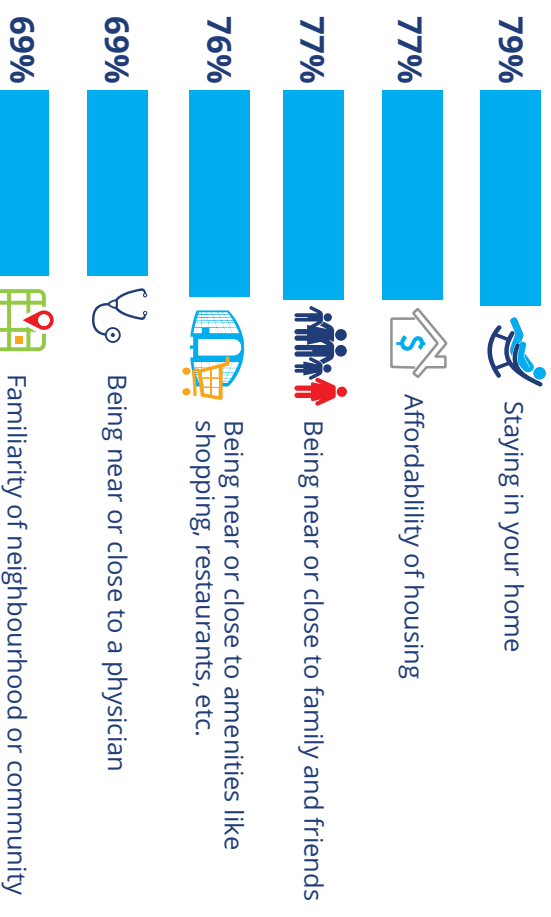 79%
Staying in your home
77%
Affordablility of housing
77%
Being near or close to family and friends
76%
Being near or close to amenities like
shopping, restaurants, etc.
69%
Being near or close to a physician
69%
Familiarity of neighbourhood or community